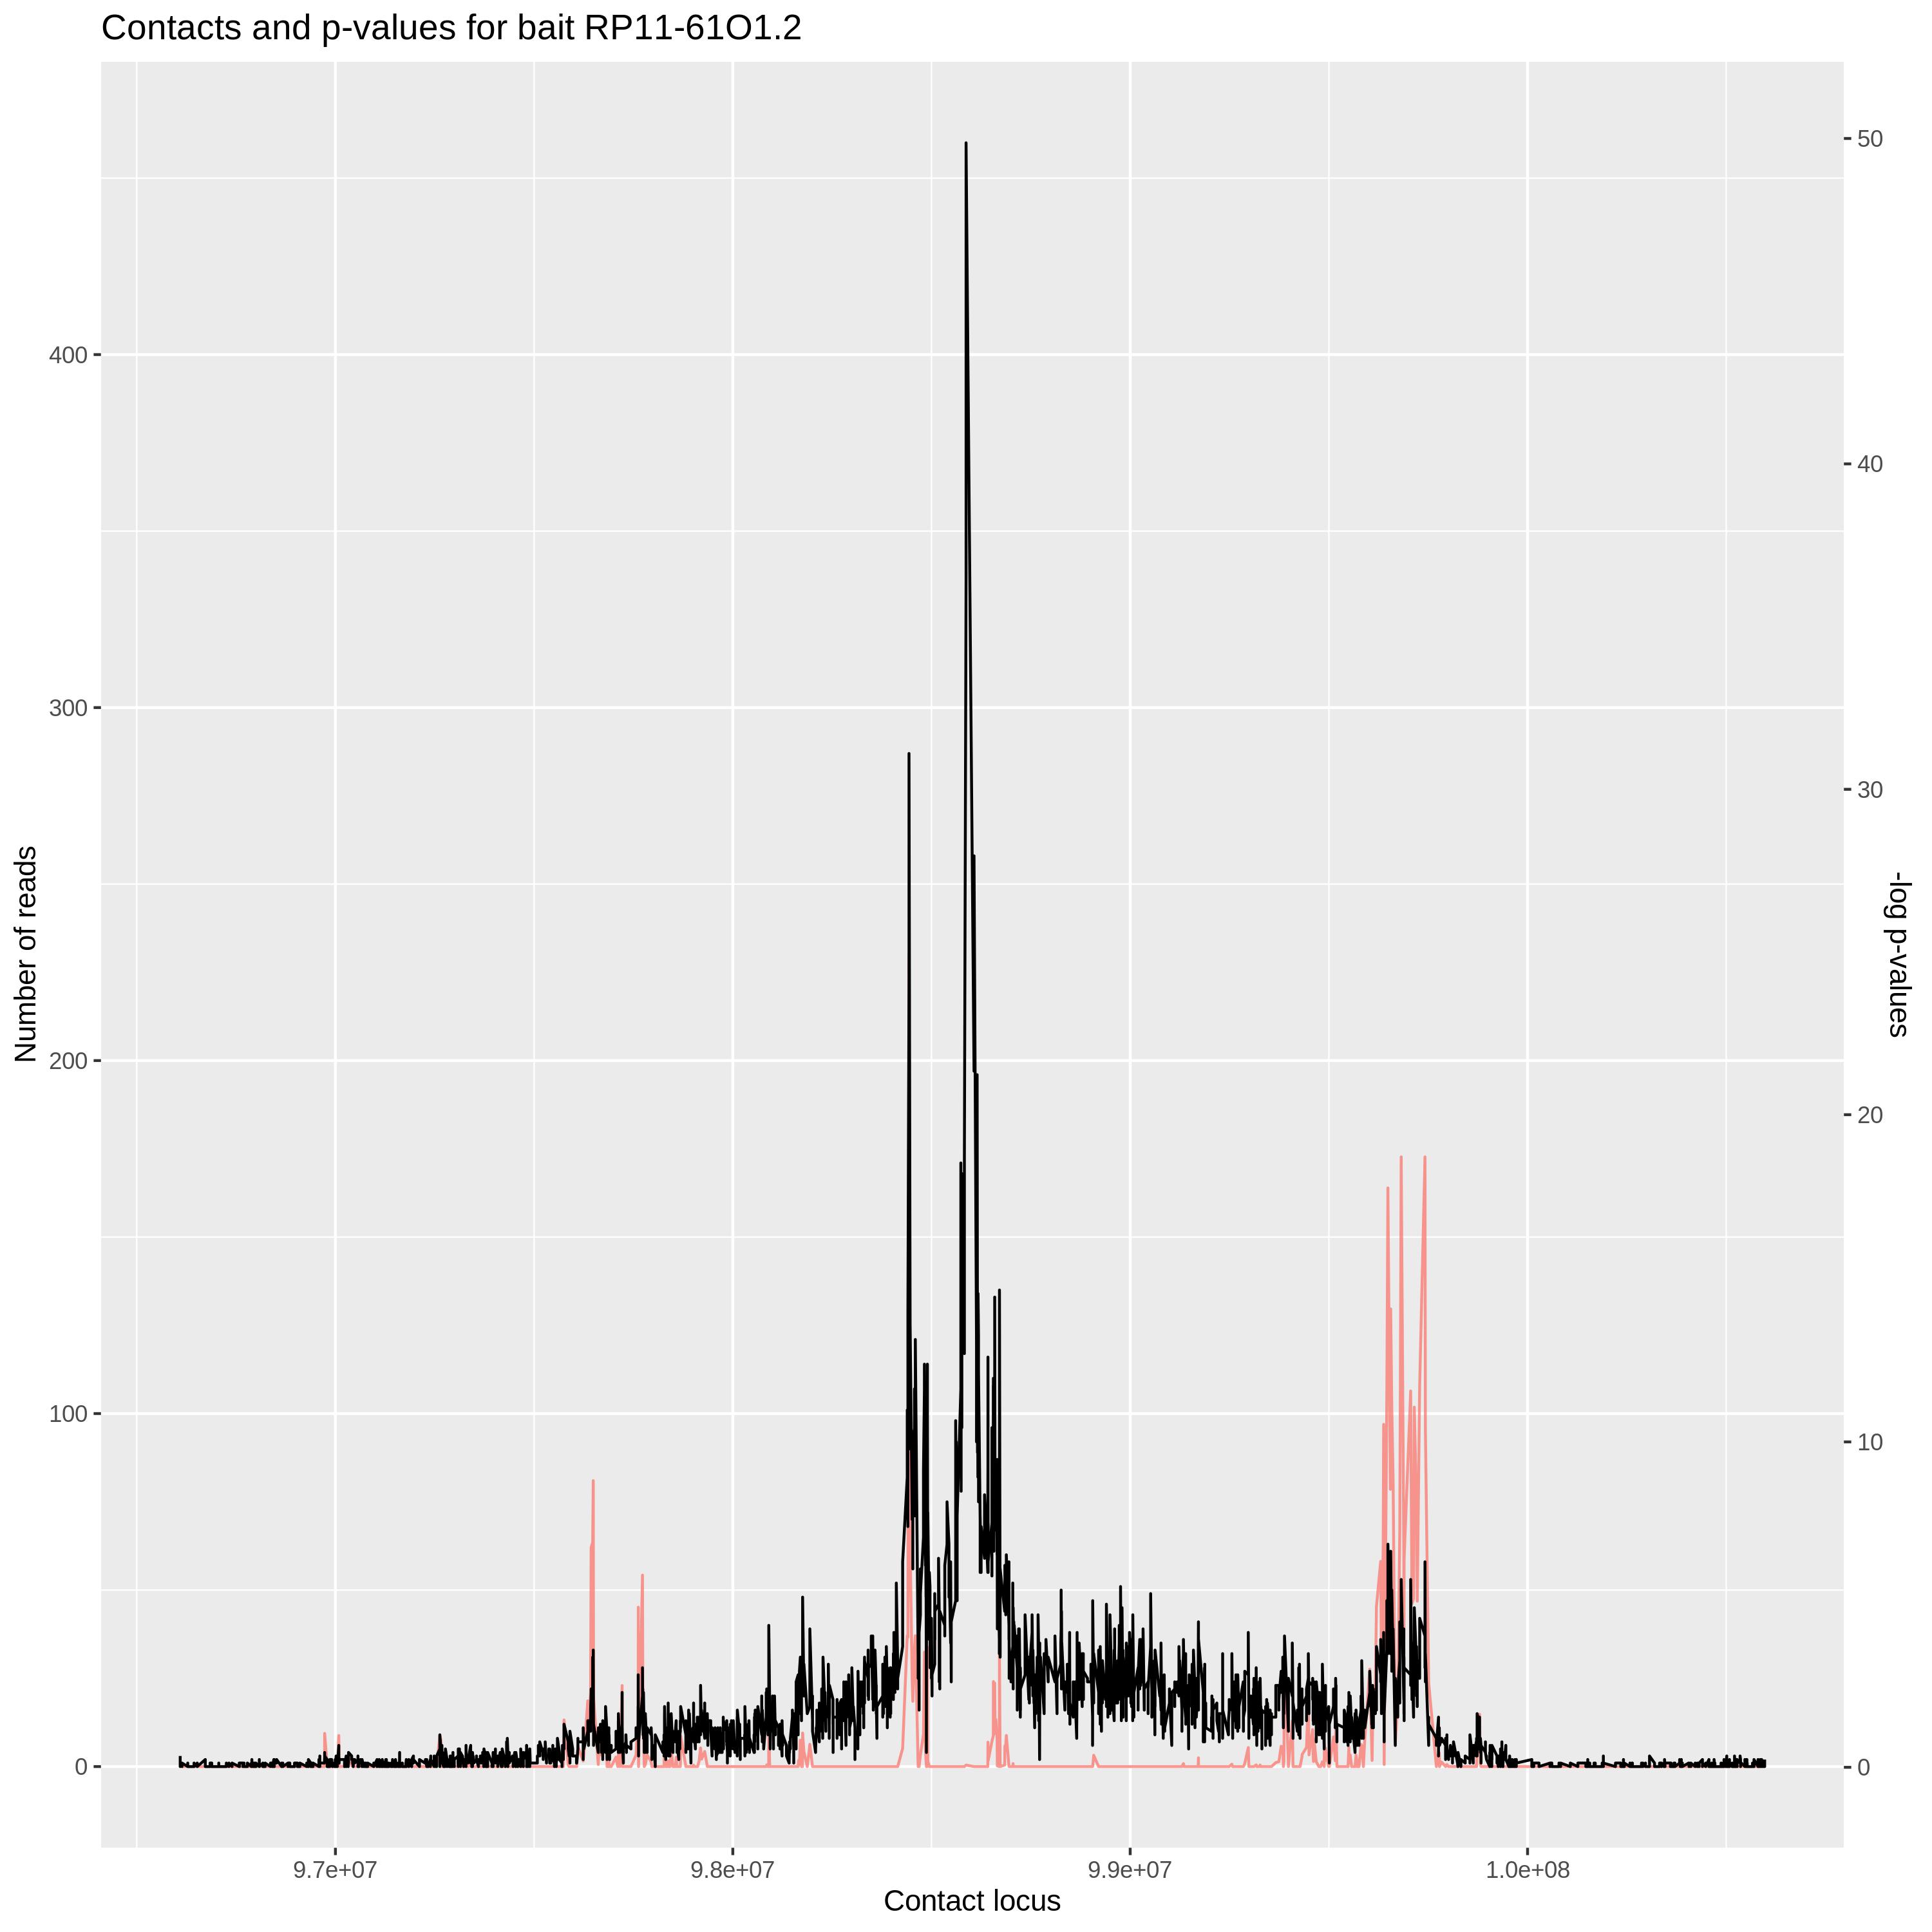 Contacts and p-values for bait RP11-61O1.2
Number of reads
400
300
200
100
0
50
40
30
20
10
0
-log p-values
9.7e+07 9.8e+07 9.9e+07 1.0e+08
Contact locus